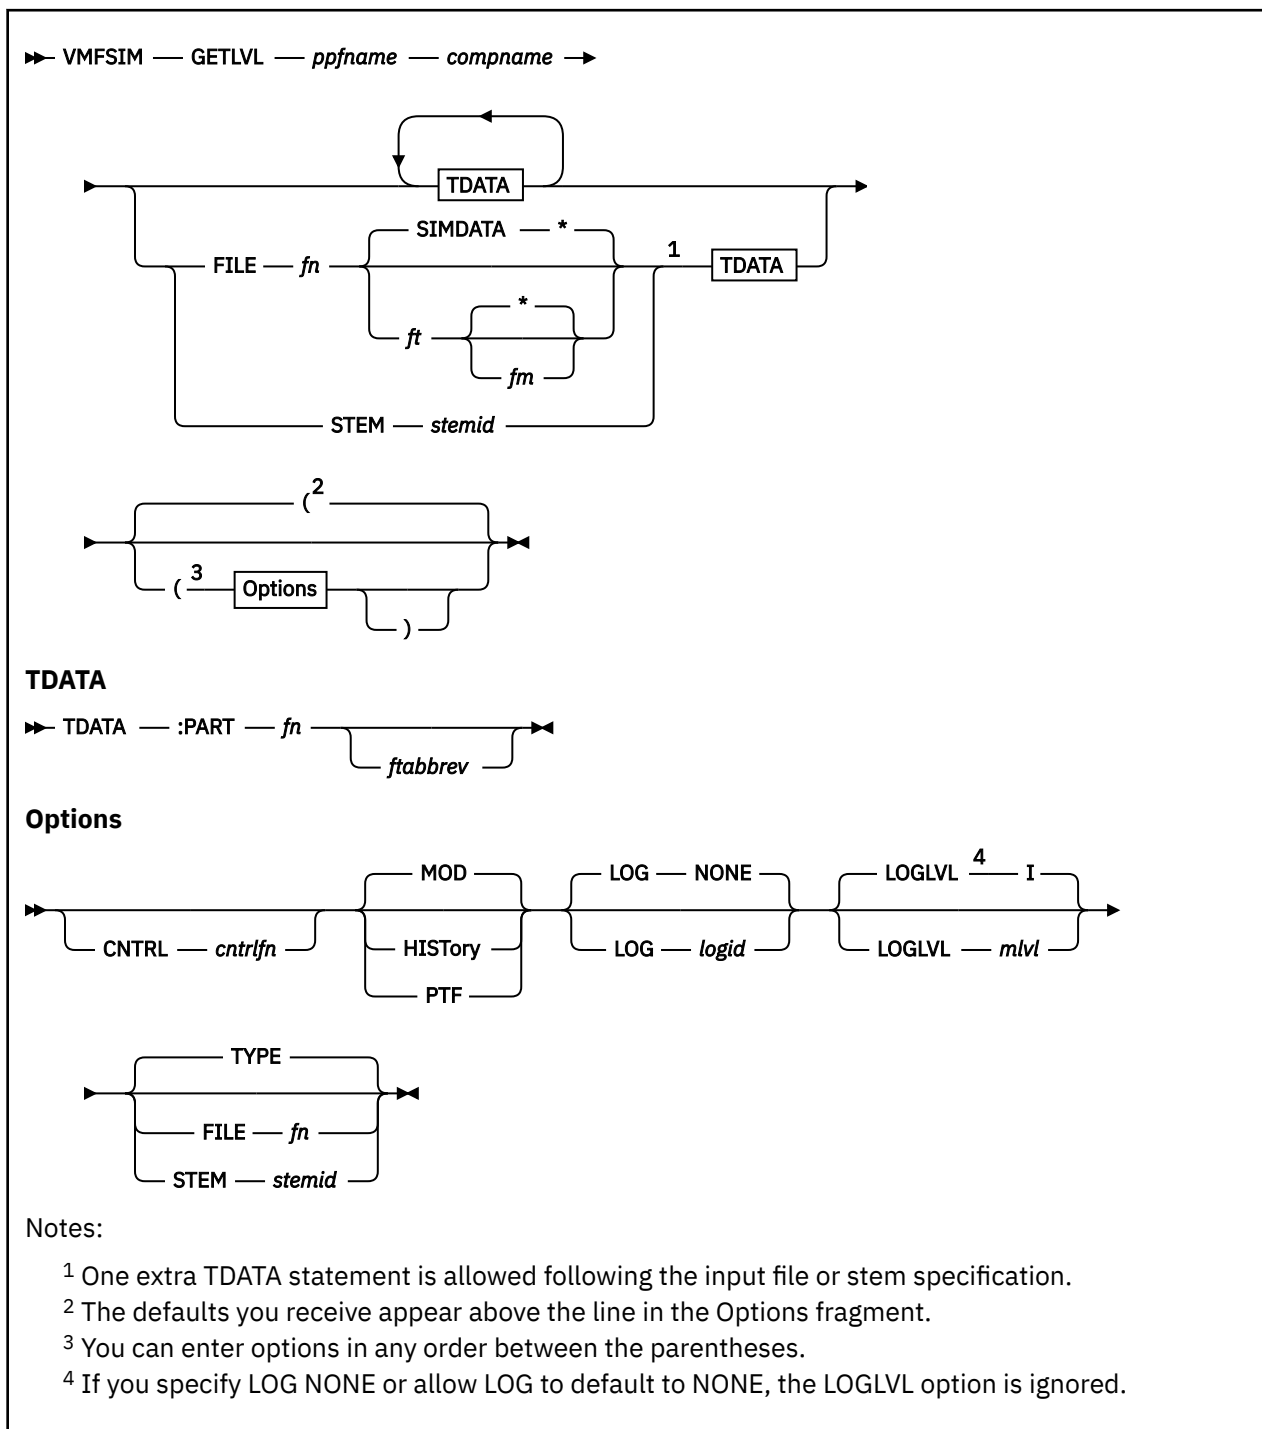 VMFSIM GETLVL ppfname compname
TDATA
SIMDATA *
FILE fn 1 TDATA
*
ft
fm
STEM stemid
( 2
( 3 Options
)
TDATA
TDATA :PART fn
ftabbrev
Options
MOD LOG NONE LOGLVL 4 I
CNTRL cntrlfn HISTory LOG logid LOGLVL mlvl
PTF
TYPE
FILE fn
STEM stemid
Notes:
1 One extra TDATA statement is allowed following the input file or stem specification.
2 The defaults you receive appear above the line in the Options fragment.
3 You can enter options in any order between the parentheses.
4 If you specify LOG NONE or allow LOG to default to NONE, the LOGLVL option is ignored.